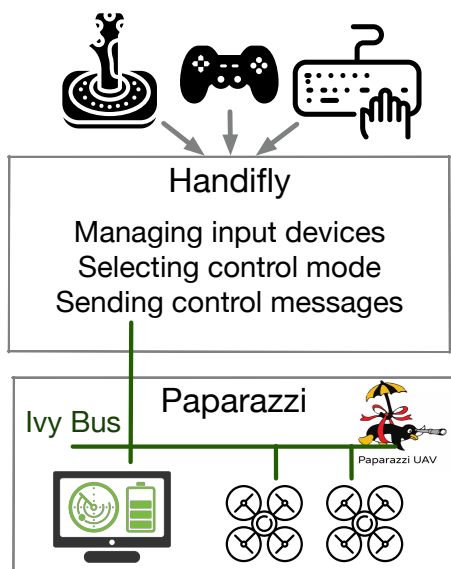 Handifly
Managing input devices
Selecting control mode
Sending control messages
Paparazzi
Ivy Bus
Paparazzi UAV